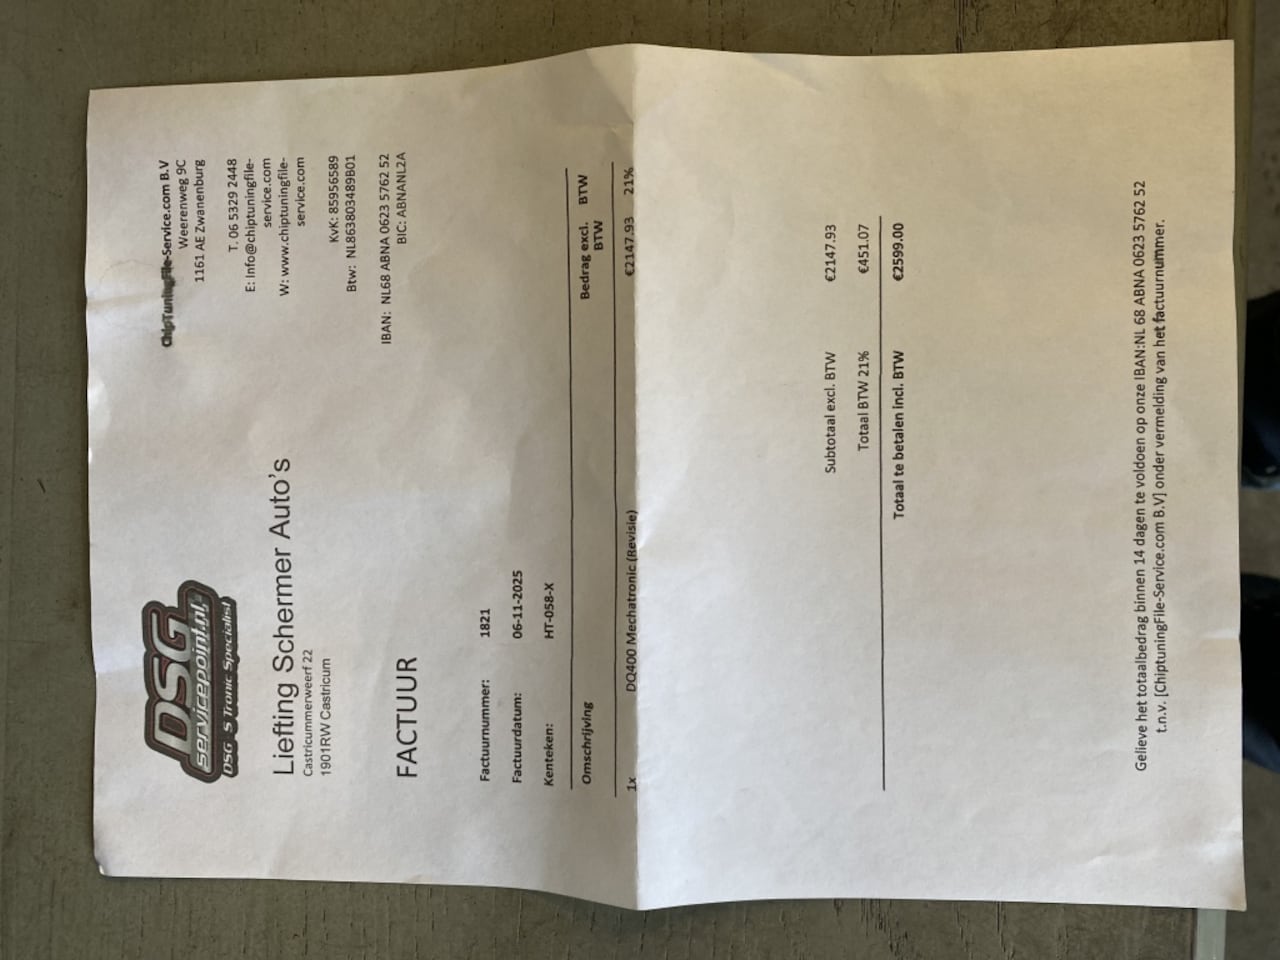 DSG
servicepoint.nl
DSG - S Tronic Specialist
ChipTuningFile-Service.com B.V
Weerenweg 9C
1161 AE Zwanenburg
T. 06 5329 2448
E: Info@chiptuningfile-
service.com
W: www.chiptuningfile-
service.com
KvK: 85956589
Btw: NL863803489B01
IBAN: NL68 ABNA 0623 5762 52
BIC: ABNANL2A
Liefting Schermer Auto's
Castricummerweerf 22
1901RW Castricum
FACTUUR
Factuurnummer: 1821
Factuurdatum: 06-11-2025
Kenteken: HT-058-X
Omschrijving Bedrag excl. BTW
BTW
1x DQ400 Mechatronic (Revisie) €2147.93 21%
Subtotaal excl. BTW €2147.93
Totaal BTW 21% €451.07
Totaal te betalen incl. BTW €2599.00
Gelieve het totaalbedrag binnen 14 dagen te voldoen op onze IBAN:NL 68 ABNA 0623 5762 52
t.n.v. [ChiptuningFile-Service.com B.V] onder vermelding van het factuurnummer.